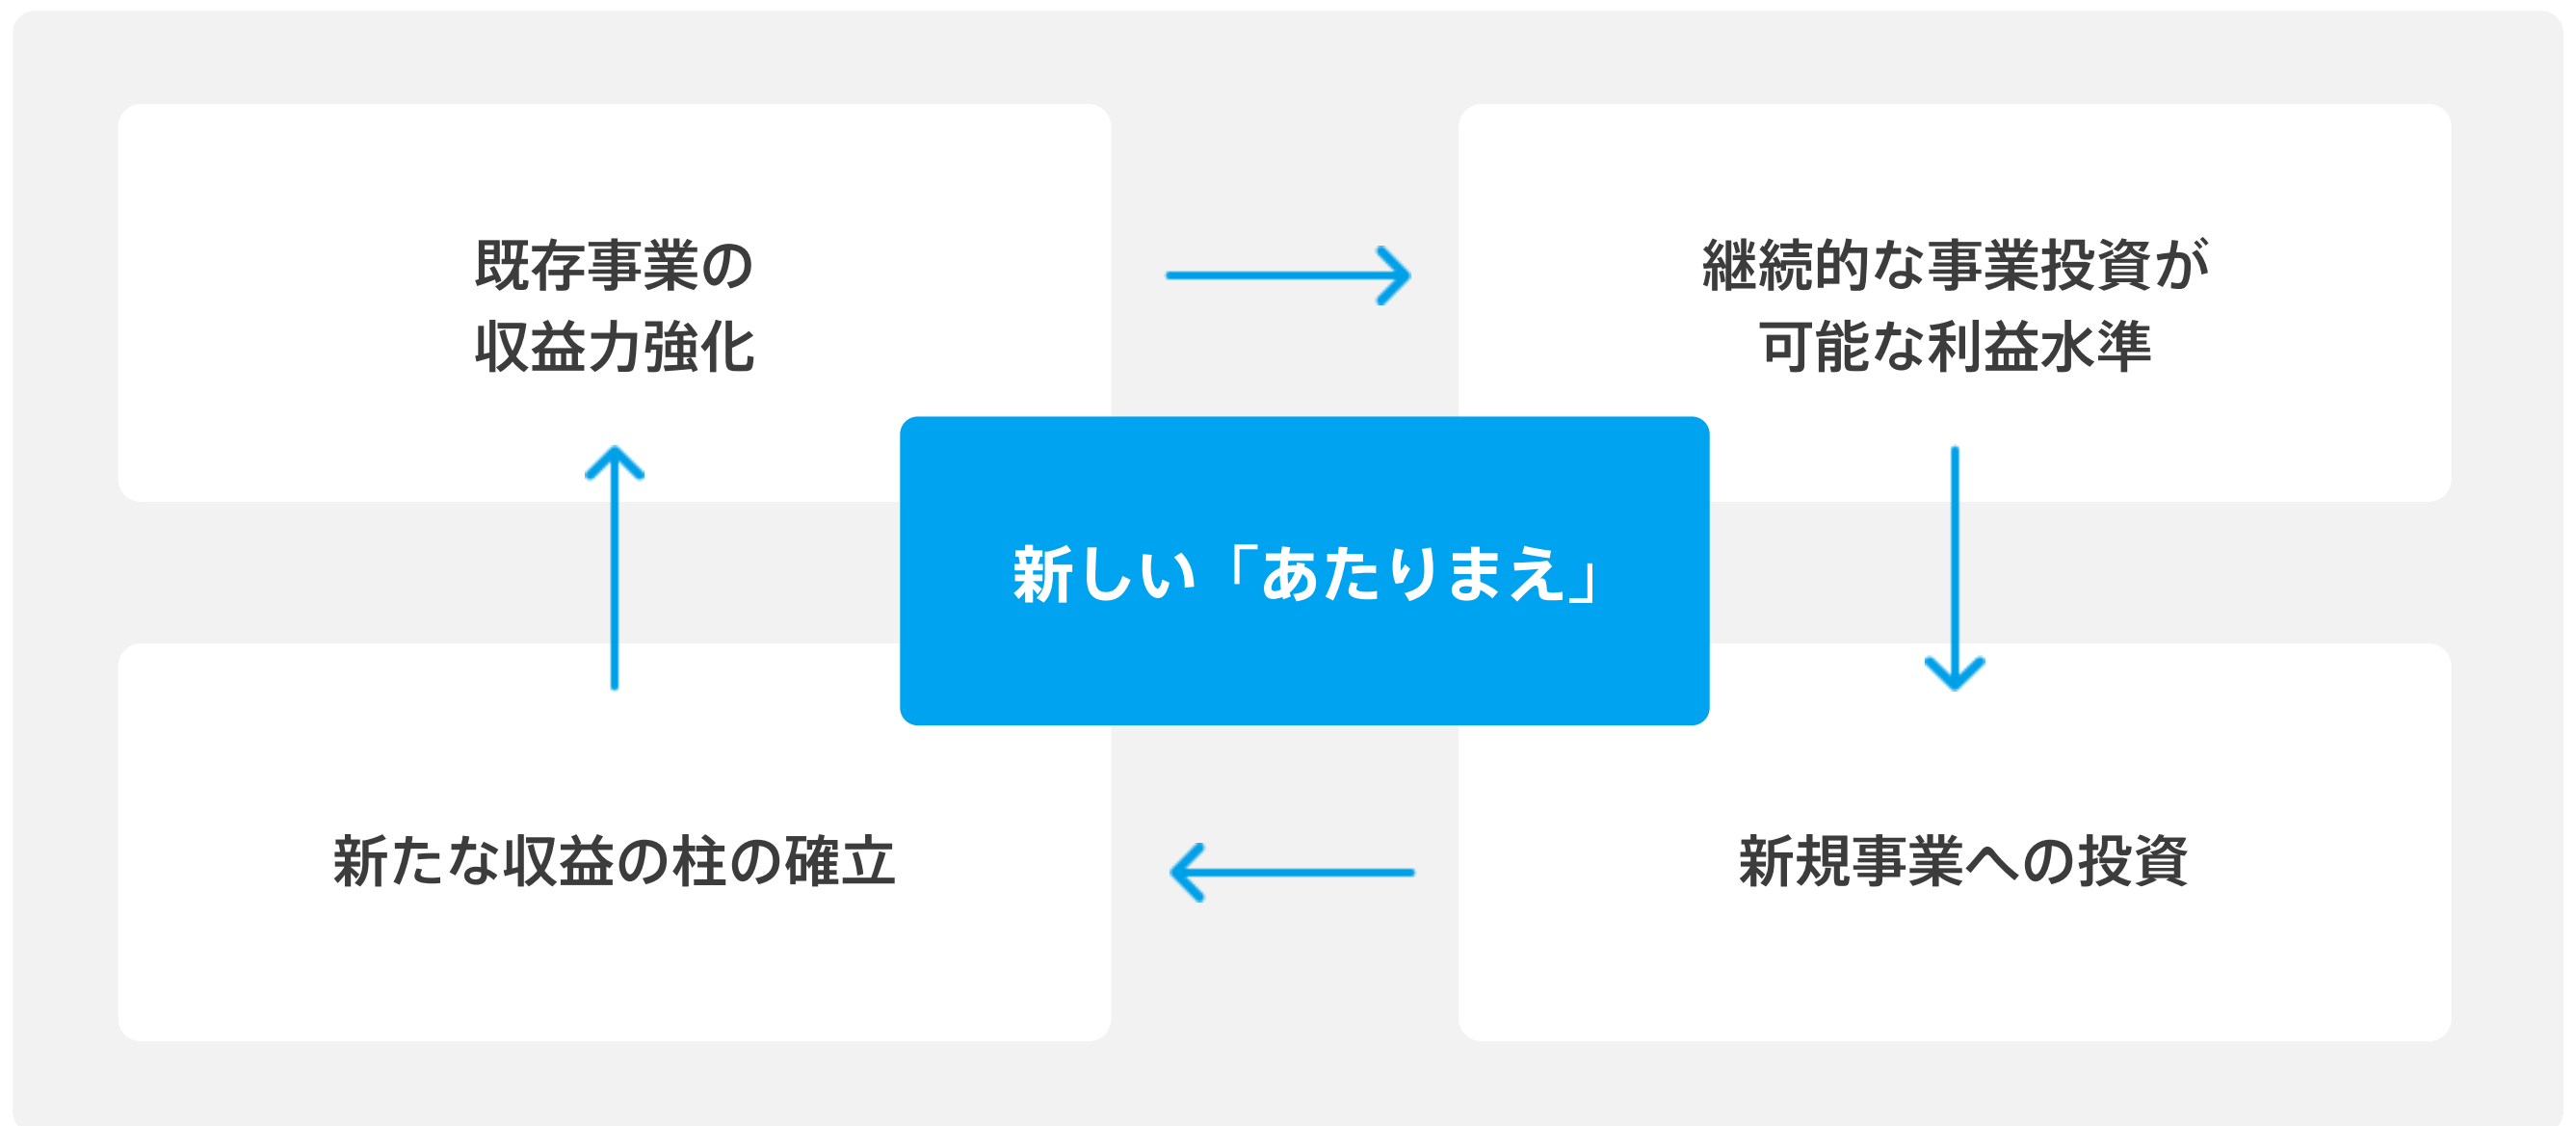 既存事業の
収益力強化
継続的な事業投資が
可能な利益水準
新しい「あたりまえ」
新たな収益の柱の確立
新規事業への投資